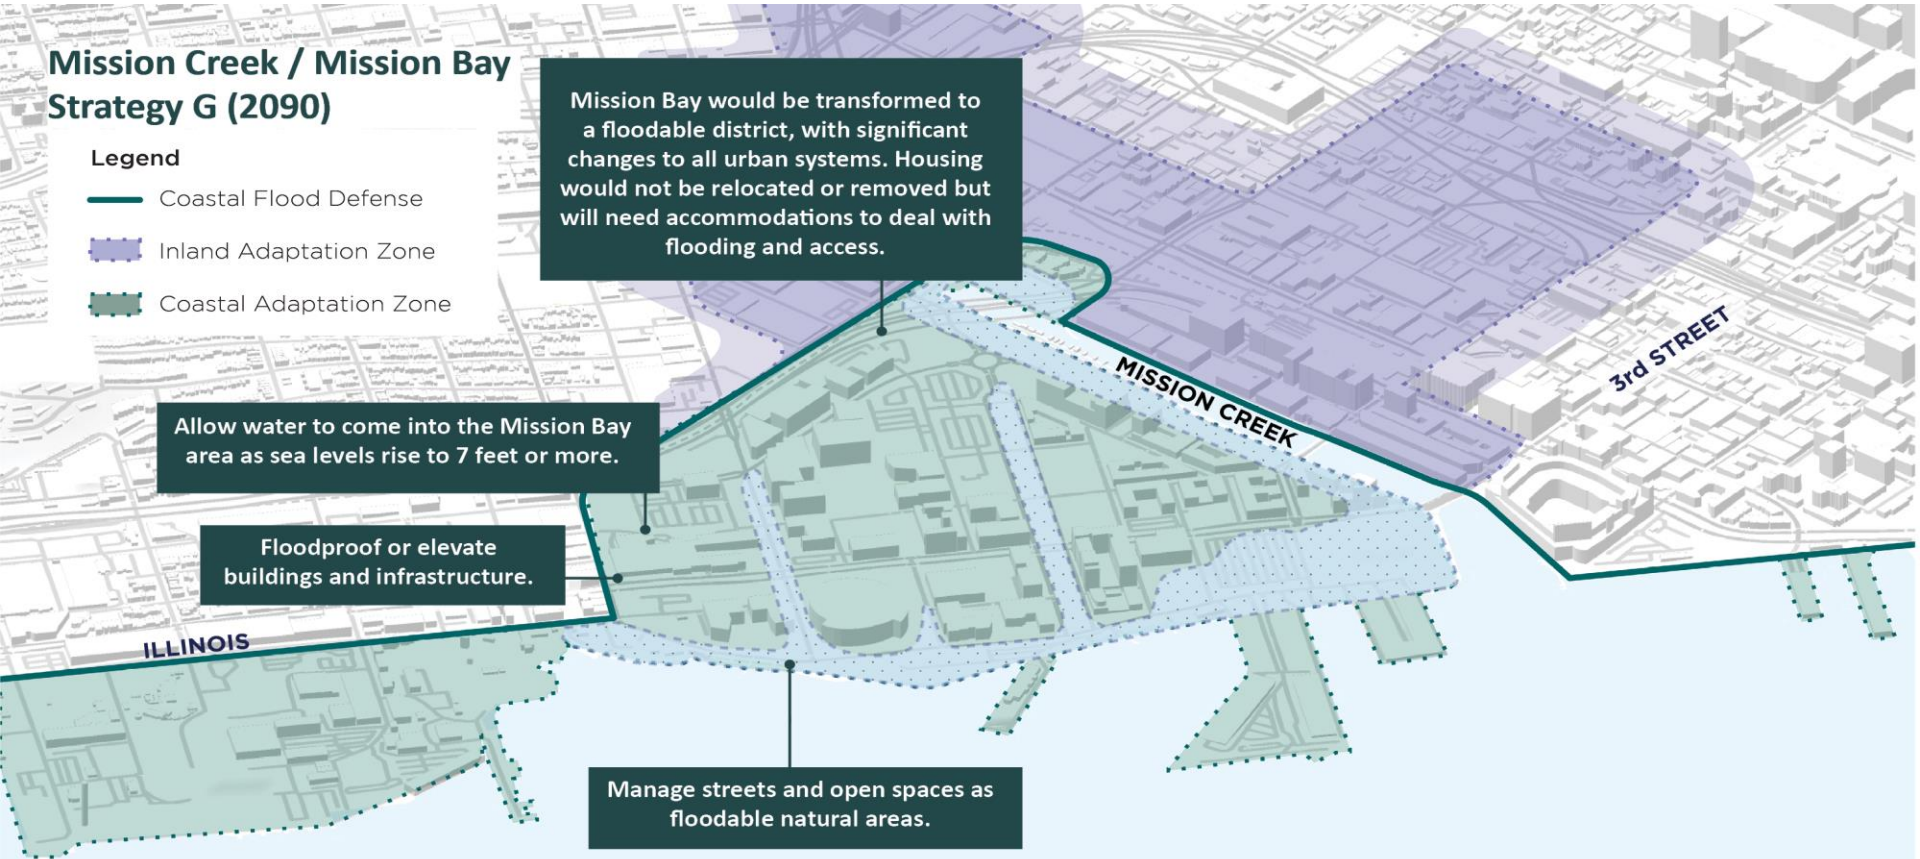 Mission Creek / Mission Bay
Strategy G (2090)
Legend
Coastal Flood Defense
Inland Adaptation Zone
Coastal Adaptation Zone
Mission Bay would be transformed to
a floodable district, with significant
changes to all urban systems. Housing
would not be relocated or removed but
will need accommodations to deal with
flooding and access.
3rd STREET
MISSION CREEK
Allow water to come into the Mission Bay
area as sea levels rise to 7 feet or more.
Floodproof or elevate
buildings and infrastructure.
ILLINOIS
Manage streets and open spaces as
floodable natural areas.